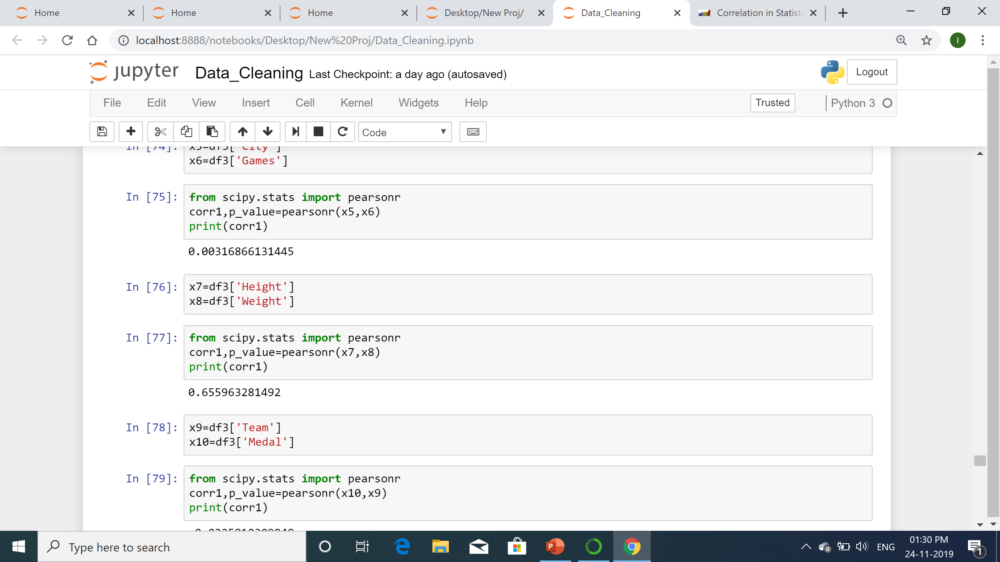 Home
Home
Home
Desktop/New Proj/
Data_Cleaning
Correlation in Statisti
localhost:8888/notebooks/Desktop/New%20Proj/Data_Cleaning.ipynb
I
jupyter Data_Cleaning Last Checkpoint: a day ago (autosaved)
Logout
File Edit View Insert Cell Kernel Widgets Help
Trusted
Python 3
Code
In [74]: x5=df3['City']
x6=df3['Games']
In [75]: from scipy.stats import pearsonr
corr1,p_value=pearsonr(x5,x6)
print(corr1)
0.00316866131445
In [76]: x7=df3['Height']
x8=df3['Weight']
In [77]: from scipy.stats import pearsonr
corr1,p_value=pearsonr(x7,x8)
print(corr1)
0.655963281492
In [78]: x9=df3['Team']
x10=df3['Medal']
In [79]: from scipy.stats import pearsonr
corr1,p_value=pearsonr(x10,x9)
print(corr1)
Type here to search
P
ENG
01:30 PM
24-11-2019
1